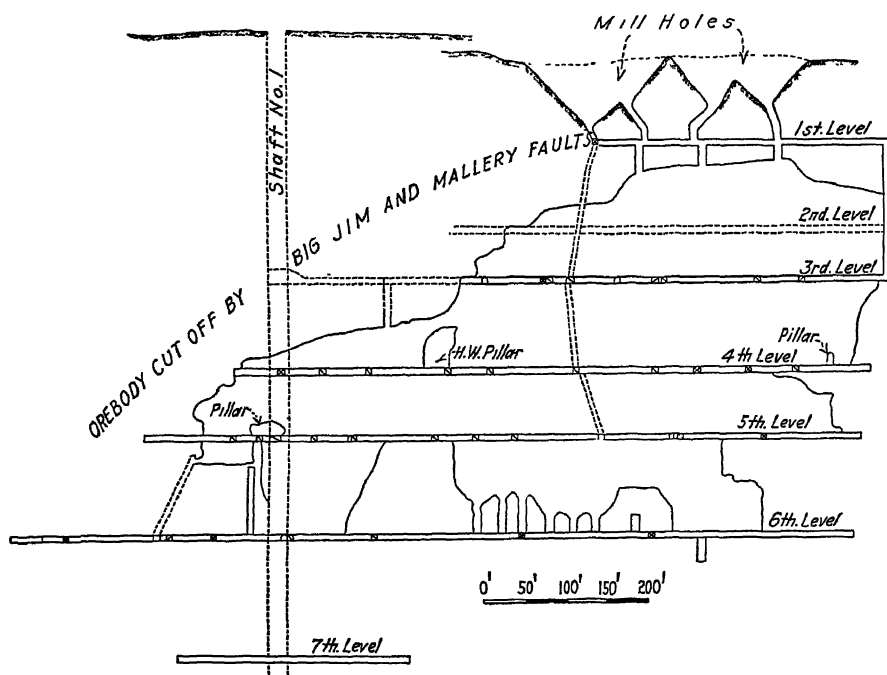 Mill Holes
Shaft No. 1
1st. Level
OREBODY CUT OFF BY BIG JIM AND MALLERY FAULTS
2nd. Level
3rd. Level
H.W. Pillar
Pillar
4th Level
Pillar
5th. Level
6th. Level
0' 50' 100' 150' 200'
7th. Level